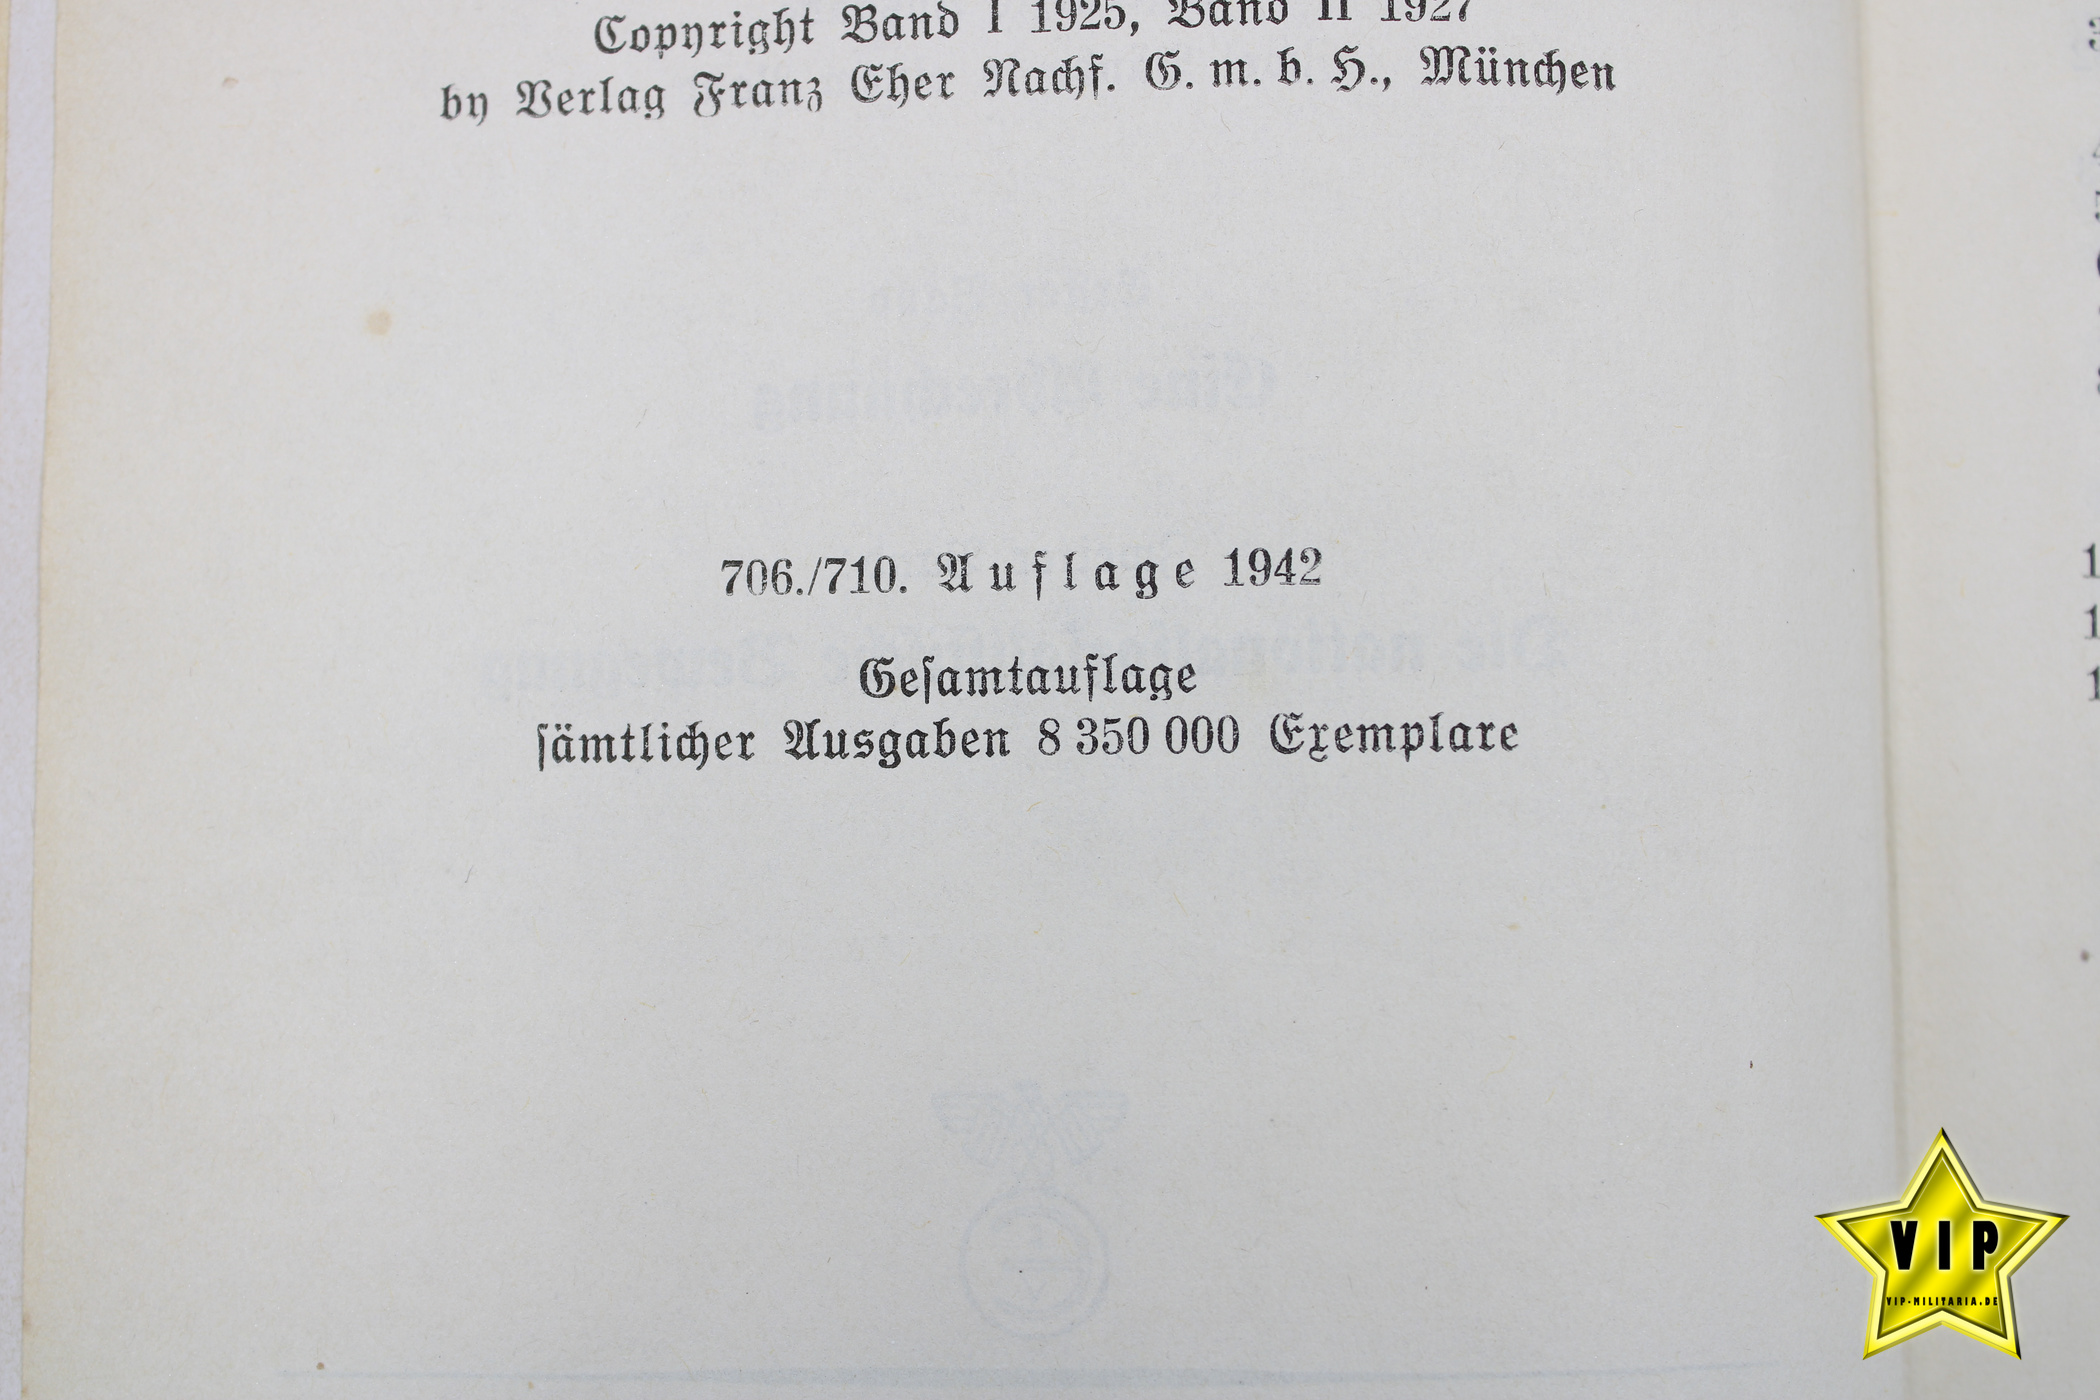 Copyright Band I 1925, Band II 1927
by Verlag Franz Eher Nachf. G. m. b. H., München
706./710. Auflage 1942
Geſamtauflage
ſämtlicher Ausgaben 8 350 000 Exemplare
VIP
VIP-MILITARIA.DE